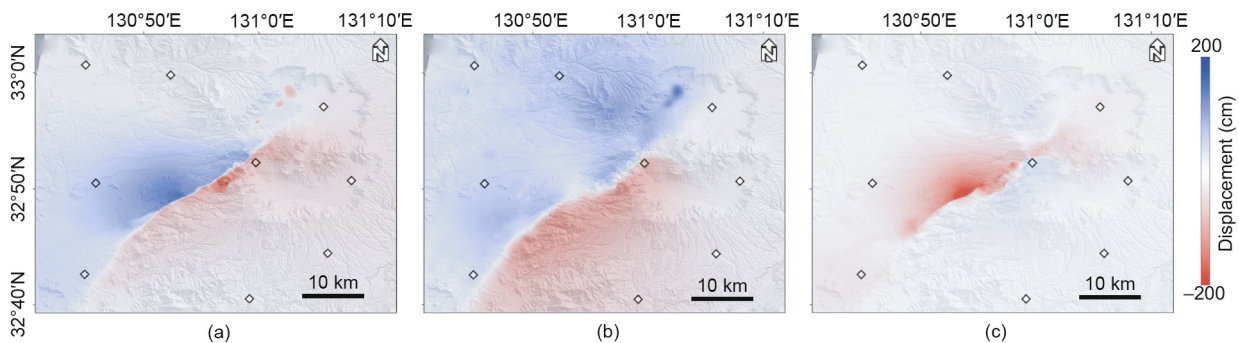 130°50′E 131°0′E 131°10′E 130°50′E 131°0′E 131°10′E 130°50′E 131°0′E 131°10′E
33°0′N
32°50′N
32°40′N
N N N
10 km 10 km 10 km
200
Displacement (cm)
−200
(a) (b) (c)